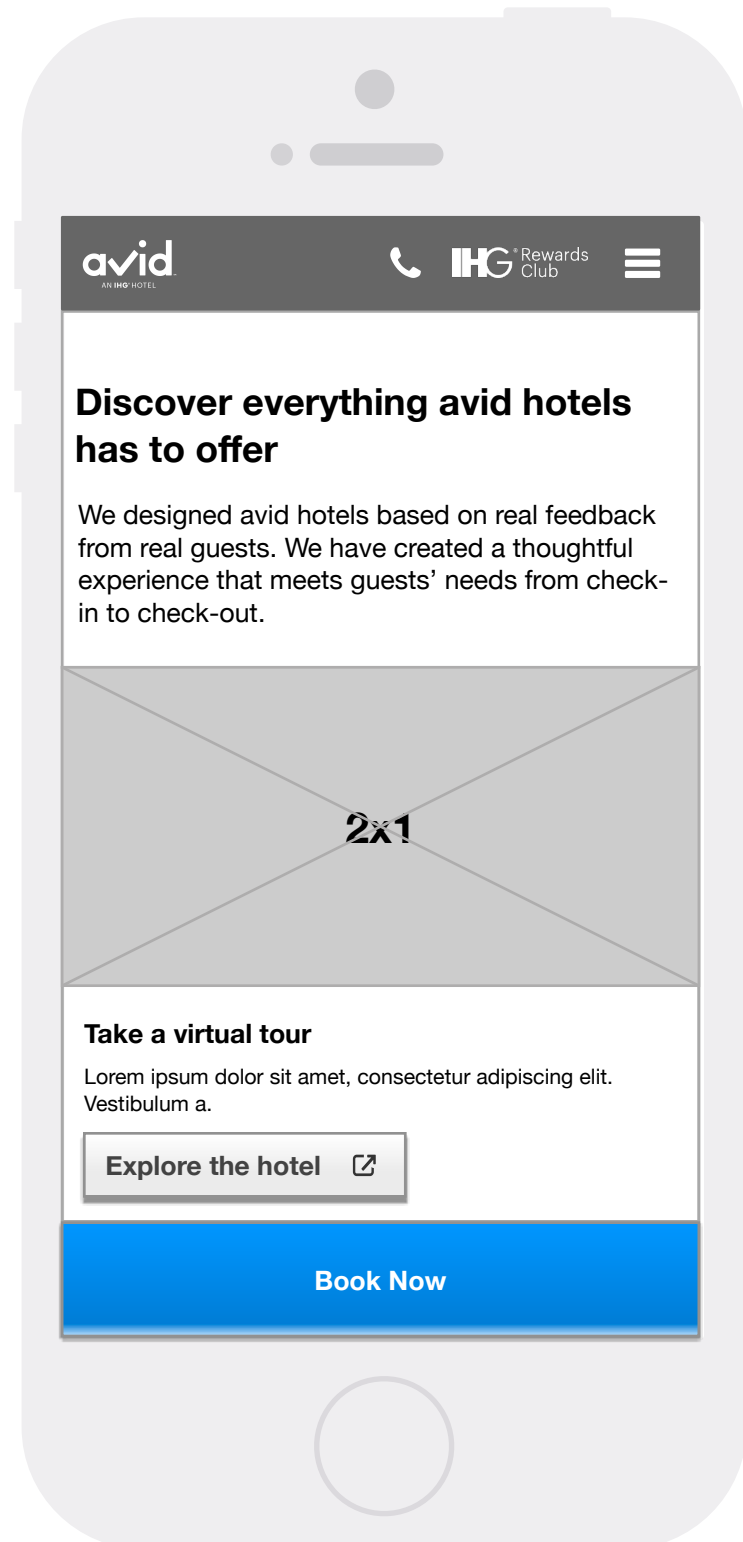 avid
AN IHG® HOTEL
IHG® Rewards
Club
Discover everything avid hotels
has to offer
We designed avid hotels based on real feedback
from real guests. We have created a thoughtful
experience that meets guests’ needs from check-
in to check-out.
2x1
Take a virtual tour
Lorem ipsum dolor sit amet, consectetur adipiscing elit.
Vestibulum a.
Explore the hotel
Book Now